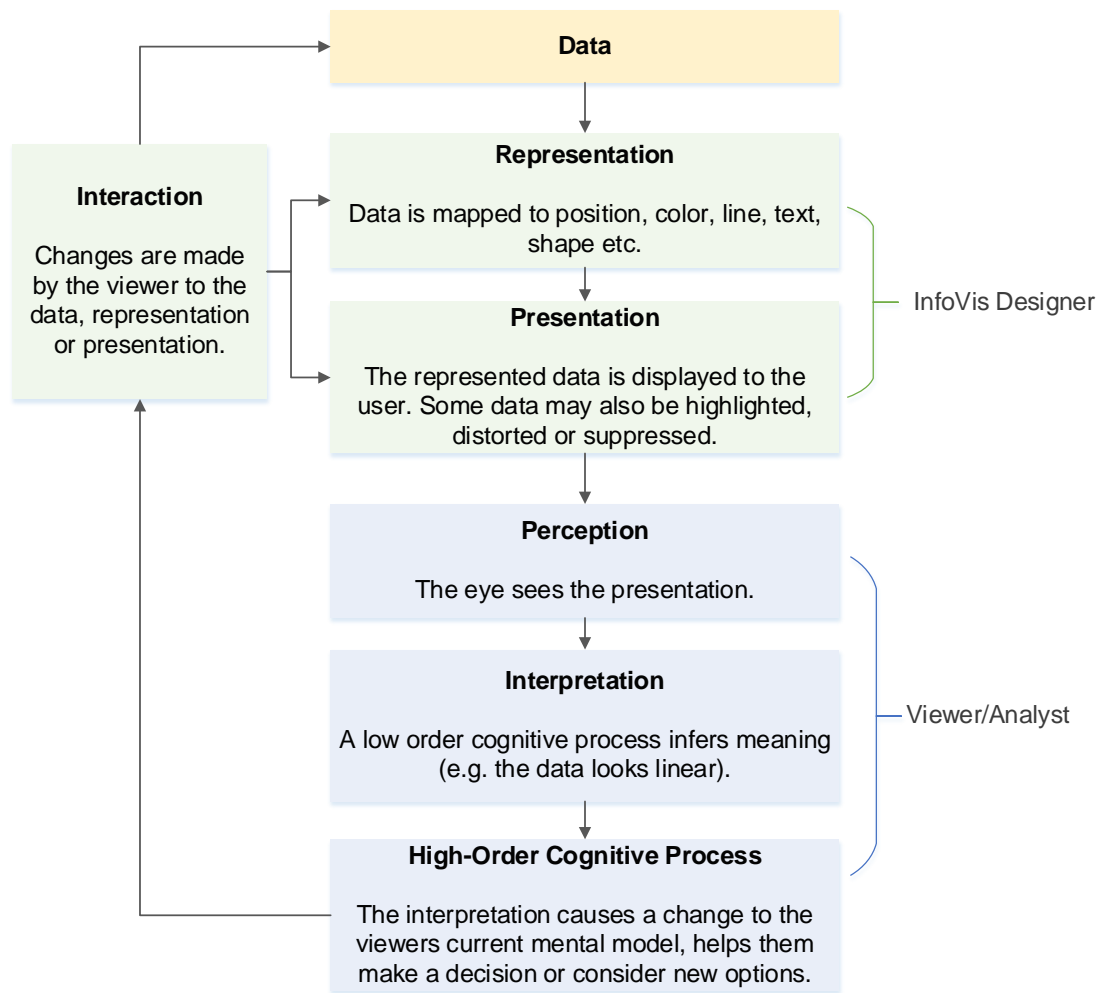 Data
Representation
Data is mapped to position, color, line, text,
shape etc.
Interaction
Changes are made
by the viewer to the
data, representation
or presentation.
Presentation
The represented data is displayed to the
user. Some data may also be highlighted,
distorted or suppressed.
InfoVis Designer
Perception
The eye sees the presentation.
Interpretation
A low order cognitive process infers meaning
(e.g. the data looks linear).
Viewer/Analyst
High-Order Cognitive Process
The interpretation causes a change to the
viewers current mental model, helps them
make a decision or consider new options.